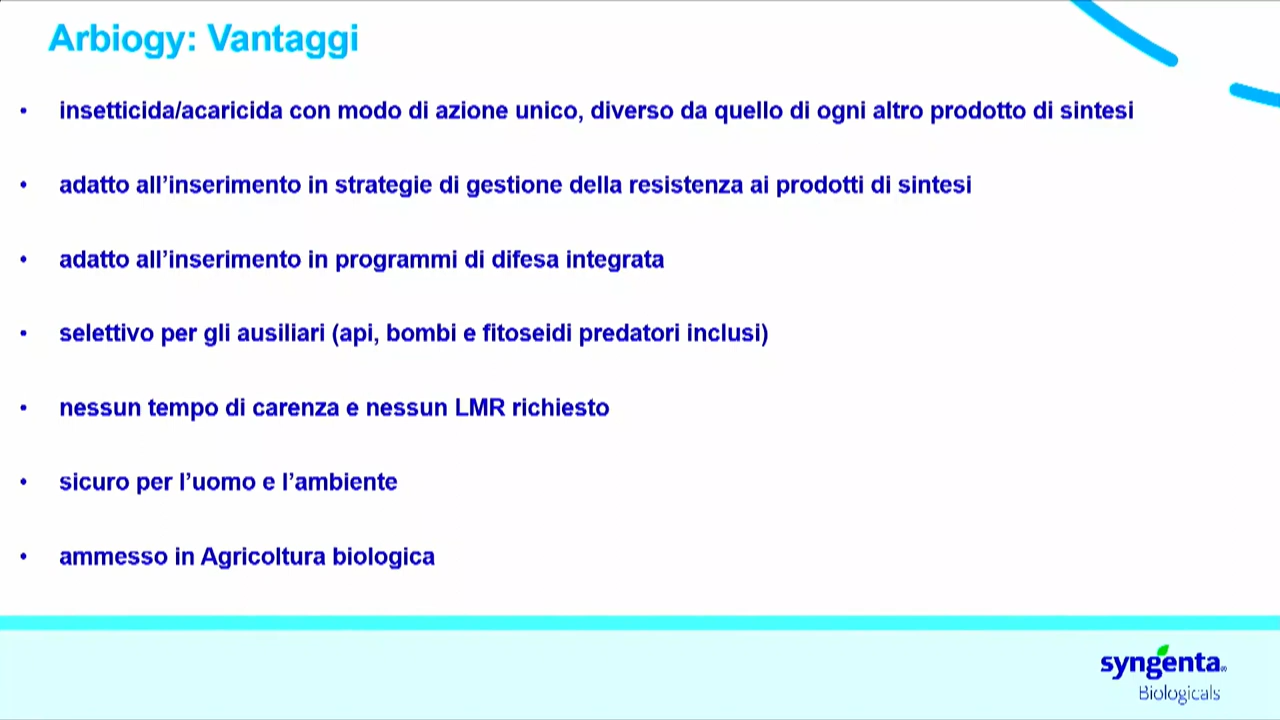 Arbiogy: Vantaggi
• insetticida/acaricida con modo di azione unico, diverso da quello di ogni altro prodotto di sintesi
• adatto all’inserimento in strategie di gestione della resistenza ai prodotti di sintesi
• adatto all’inserimento in programmi di difesa integrata
• selettivo per gli ausiliari (api, bombi e fitoseidi predatori inclusi)
• nessun tempo di carenza e nessun LMR richiesto
• sicuro per l’uomo e l’ambiente
• ammesso in Agricoltura biologica
syngenta®
Biologicals